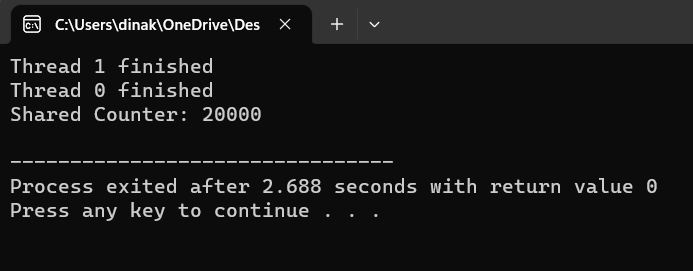 C:\Users\dinak\OneDrive\Des
Thread 1 finished
Thread 0 finished
Shared Counter: 20000
--------------------------------
Process exited after 2.688 seconds with return value 0
Press any key to continue . . .